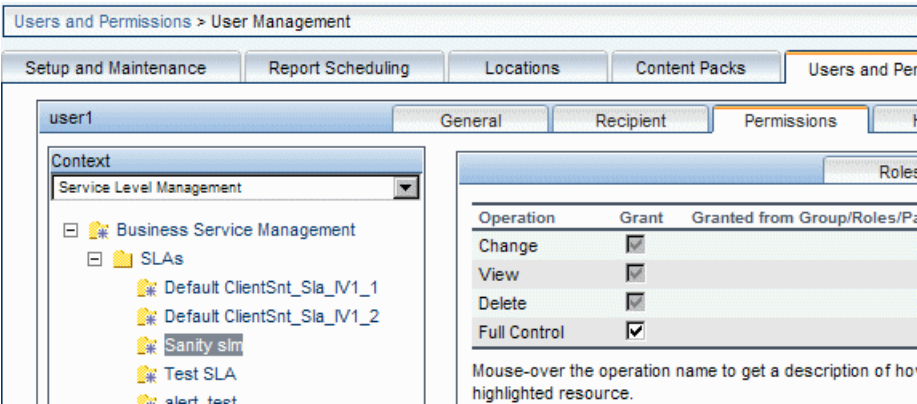 Users and Permissions > User Management
Setup and Maintenance Report Scheduling Locations Content Packs Users and Per
user1 General Recipient Permissions
Context
Service Level Management
Roles
Business Service Management
SLAs
Default ClientSnt_Sla_IV1_1
Default ClientSnt_Sla_IV1_2
Sanity slm
Test SLA
alert_test
Operation Grant Granted from Group/Roles/Pa
Change
View
Delete
Full Control
Mouse-over the operation name to get a description of how
highlighted resource.